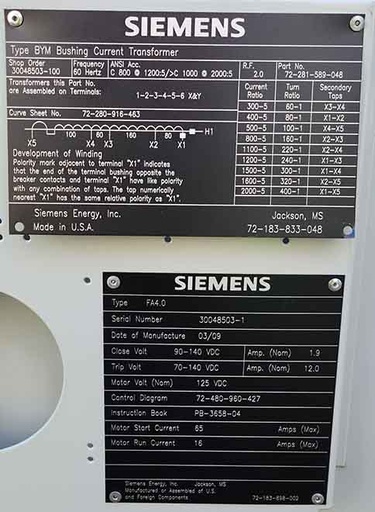 SIEMENS
Type BYM Bushing Current Transformer
Shop Order 30048503-100 Frequency 60 Hertz ANSI Acc. C 800 @ 1200:5/>C 1000 @ 2000:5 R.F. 2.0 Part No. 72-281-589-048
Transformers this Part No.
are Assembled on Terminals:
1-2-3-4-5-6 X&Y
Curve Sheet No. 72-280-916-463
Current Ratio Turn Ratio Secondary Taps
300-5 60-1 X3-X4
400-5 80-1 X1-X2
500-5 100-1 X4-X5
800-5 160-1 X2-X3
1100-5 220-1 X2-X4
1200-5 240-1 X1-X3
1500-5 300-1 X1-X4
1600-5 320-1 X2-X5
2000-5 400-1 X1-X5
100 60 160 80 H1
X5 X4 X3 X2 X1
Development of Winding
Polarity mark adjacent to terminal "X1" indicates
that the end of the terminal bushing opposite the
breaker contacts and terminal "X1" have like polarity
with any combination of taps. The tap numerically
nearest "X1" has the same relative polarity as "X1".
Siemens Energy, Inc. Jackson, MS
Made in U.S.A. 72-183-833-048
SIEMENS
Type FA4.0
Serial Number 30048503-1
Date of Manufacture 03/09
Close Volt 90-140 VDC Amp. (Nom) 1.9
Trip Volt 70-140 VDC Amp. (Nom) 12.0
Motor Volt (Nom) 125 VDC
Control Diagram 72-480-960-427
Instruction Book PB-3658-04
Motor Start Current 65 Amps (Max)
Motor Run Current 16 Amps (Max)
Siemens Energy, Inc. Jackson, MS
Manufactured or Assembled of U.S.
and Foreign Components 72-183-898-002